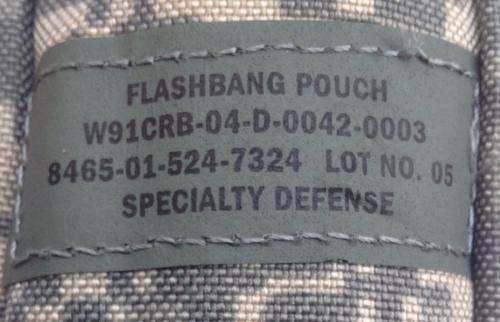 FLASHBANG POUCH
W91CRB-04-D-0042-0003
8465-01-524-7324 LOT NO. 05
SPECIALTY DEFENSE